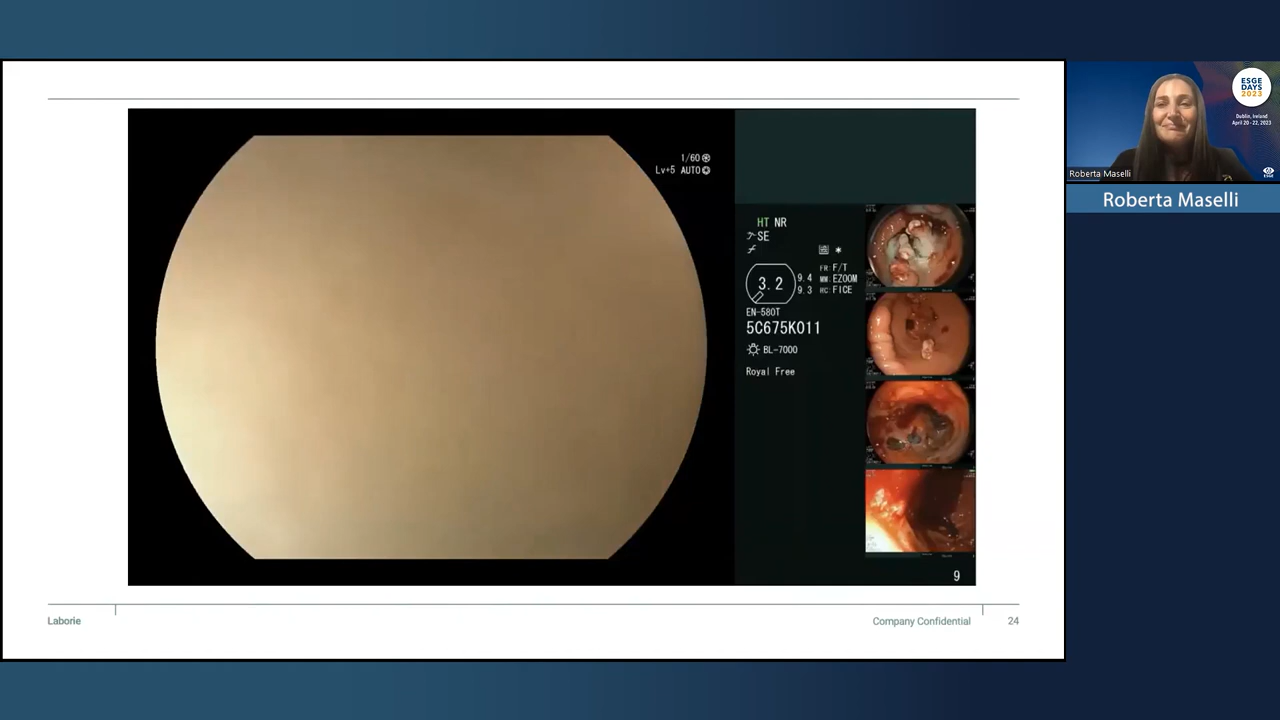 1/60
Lv+5 AUTO
HT NR
SE
FR: F/T
9.4 MM: EZOOM
3.2
9.3 RC: FICE
EN-580T
5C675K011
BL-7000
Royal Free
9
Laborie
Company Confidential
24
ESGE
DAYS
2023
Dublin, Ireland
April 20 - 22, 2023
Roberta Maselli
ESGE
Roberta Maselli